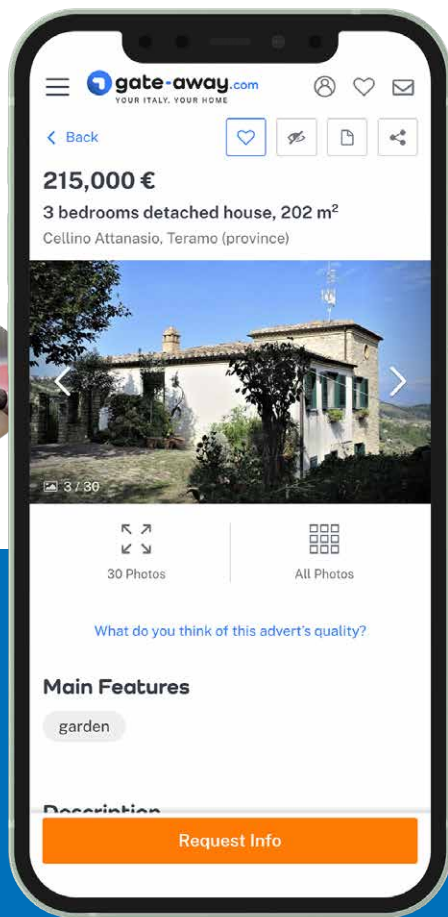 gate-away.com
YOUR ITALY, YOUR HOME
Back
215,000 €
3 bedrooms detached house, 202 m²
Cellino Attanasio, Teramo (province)
3 / 30
30 Photos
All Photos
What do you think of this advert's quality?
Main Features
garden
Description
Request Info